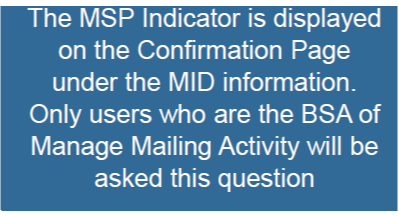 The MSP Indicator is displayed
on the Confirmation Page
under the MID information.
Only users who are the BSA of
Manage Mailing Activity will be
asked this question